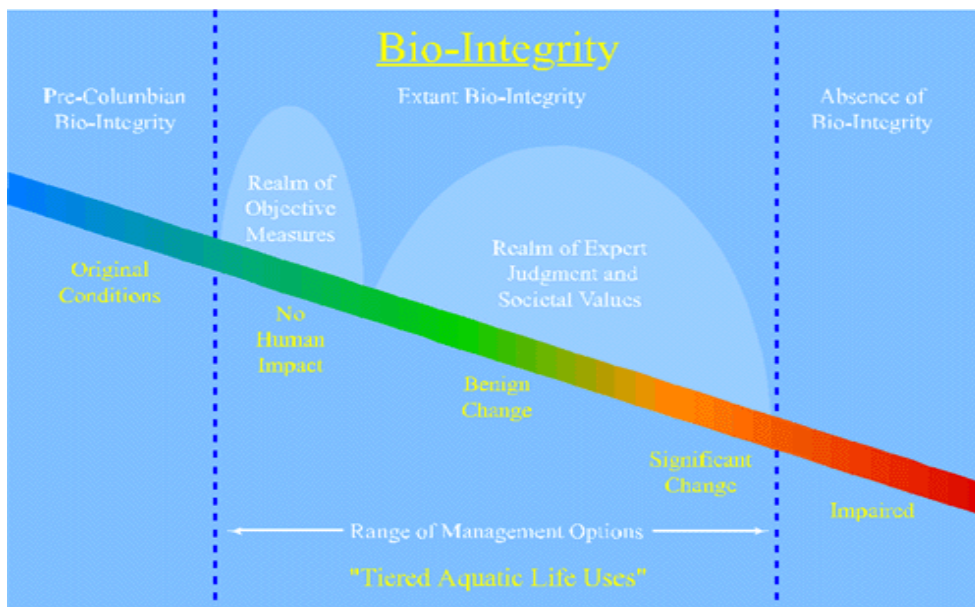 Bio-Integrity
Pre-Columbian
Bio-Integrity
Extant Bio-Integrity
Absence of
Bio-Integrity
Realm of
Objective
Measures
Realm of Expert
Judgment and
Societal Values
Original
Conditions
No
Human
Impact
Benign
Change
Significant
Change
Impaired
Range of Management Options
"Tiered Aquatic Life Uses"